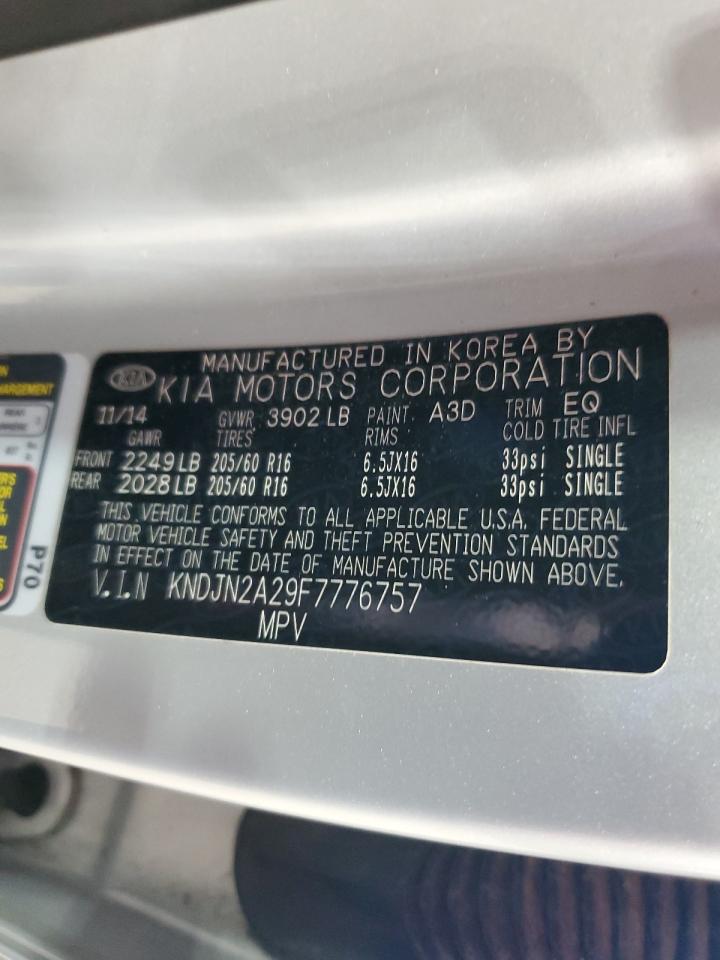 MANUFACTURED IN KOREA BY
KIA KIA MOTORS CORPORATION
11/14 GVWR 3902 LB PAINT A3D TRIM EQ
GAWR TIRES RIMS COLD TIRE INFL
FRONT 2249 LB 205/60 R16 6.5JX16 33psi SINGLE
REAR 2028 LB 205/60 R16 6.5JX16 33psi SINGLE
THIS VEHICLE CONFORMS TO ALL APPLICABLE U.S.A. FEDERAL
MOTOR VEHICLE SAFETY AND THEFT PREVENTION STANDARDS
IN EFFECT ON THE DATE OF MANUFACTURE SHOWN ABOVE.
V.I.N KNDJN2A29F7776757
MPV
P70
REAR